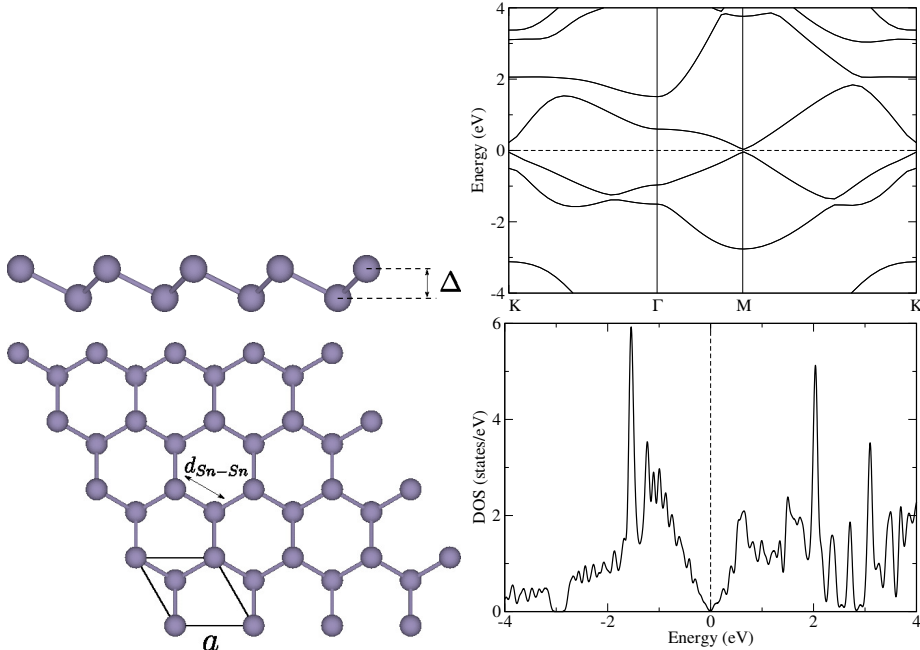 Δ
d_{Sn-Sn}
a
4
2
0
-2
-4
Energy (eV)
K Γ M K
6
4
2
0
DOS (states/eV)
-4 -2 0 2 4
Energy (eV)